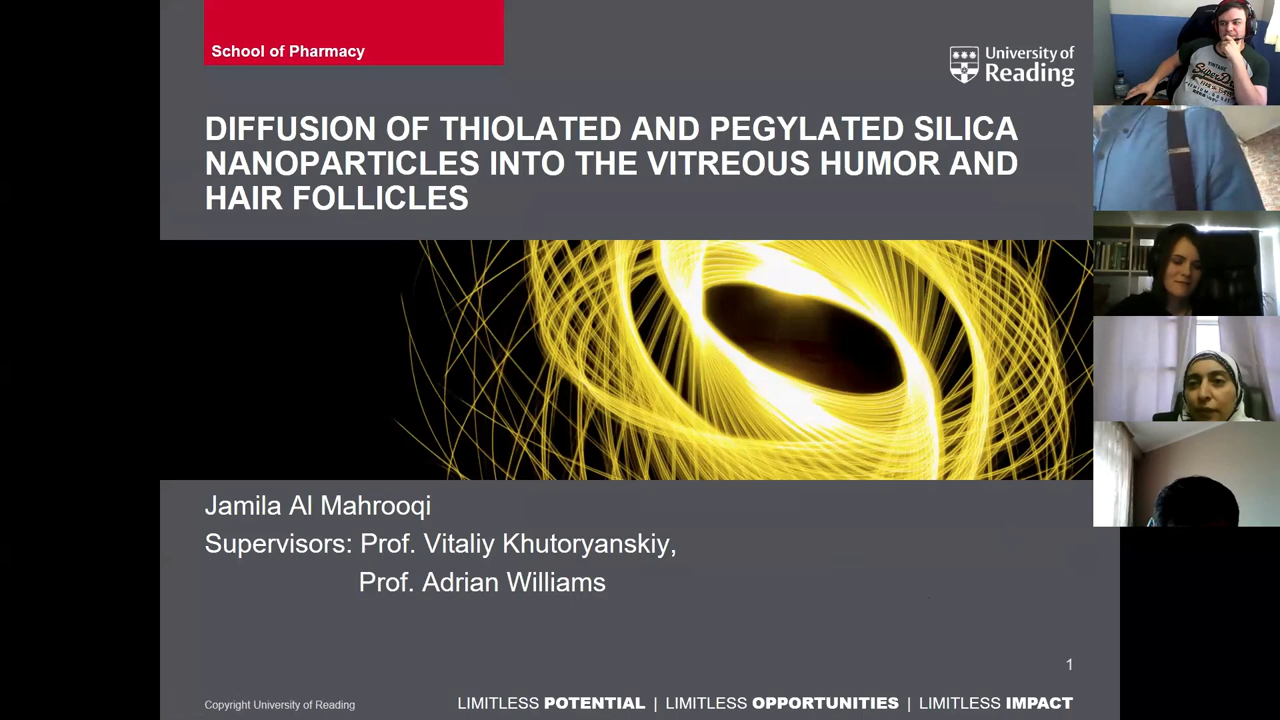 School of Pharmacy
University of
Reading
DIFFUSION OF THIOLATED AND PEGYLATED SILICA
NANOPARTICLES INTO THE VITREOUS HUMOR AND
HAIR FOLLICLES
Jamila Al Mahrooqi
Supervisors: Prof. Vitaliy Khutoryanskiy,
Prof. Adrian Williams
1
Copyright University of Reading
LIMITLESS POTENTIAL | LIMITLESS OPPORTUNITIES | LIMITLESS IMPACT